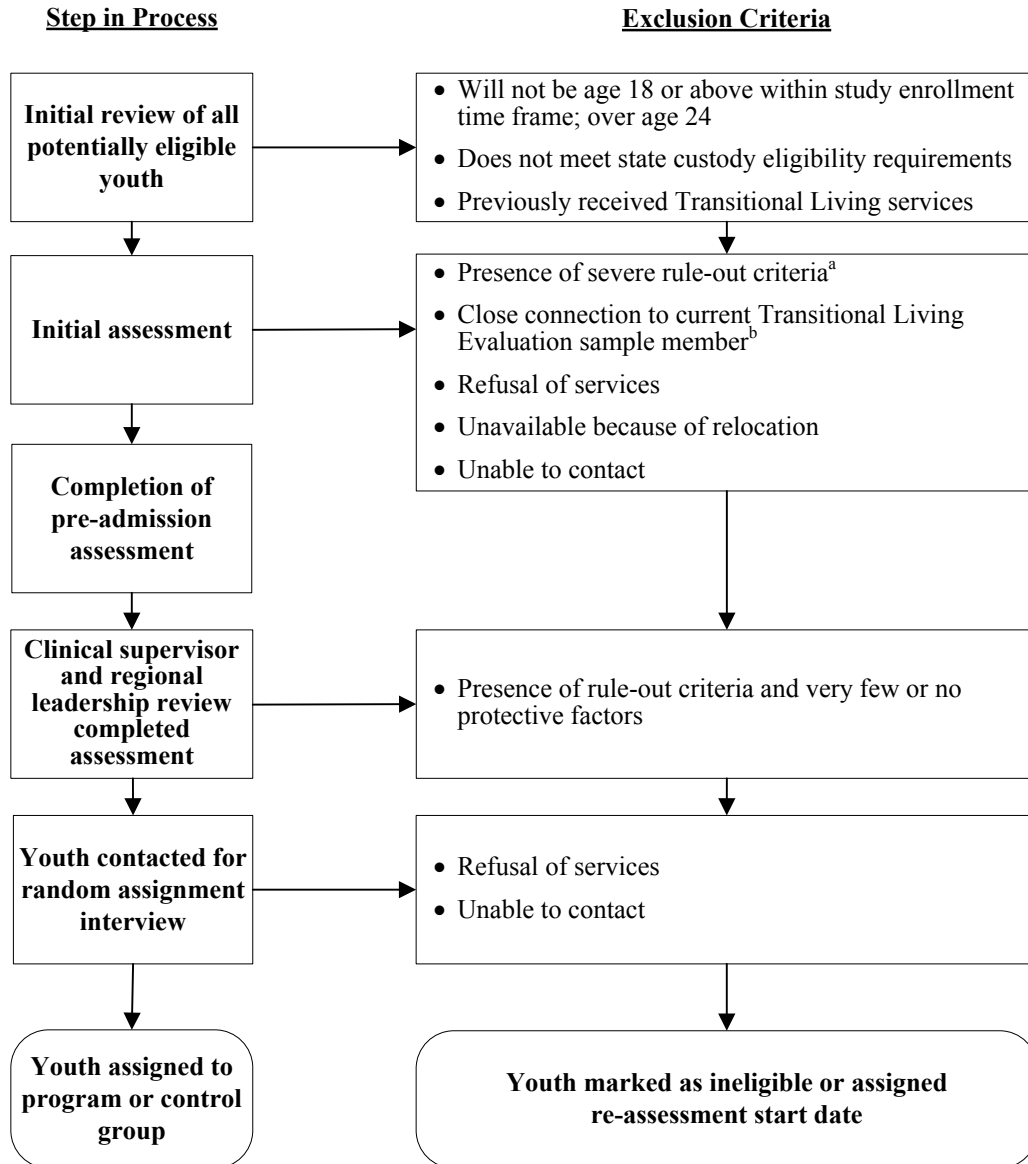 Step in Process
Exclusion Criteria
Initial review of all
potentially eligible
youth
• Will not be age 18 or above within study enrollment
time frame; over age 24
• Does not meet state custody eligibility requirements
• Previously received Transitional Living services
Initial assessment
• Presence of severe rule-out criteriaᵃ
• Close connection to current Transitional Living
Evaluation sample memberᵇ
• Refusal of services
• Unavailable because of relocation
• Unable to contact
Completion of
pre-admission
assessment
Clinical supervisor
and regional
leadership review
completed
assessment
• Presence of rule-out criteria and very few or no
protective factors
Youth contacted for
random assignment
interview
• Refusal of services
• Unable to contact
Youth assigned to
program or control
group
Youth marked as ineligible or assigned
re-assessment start date